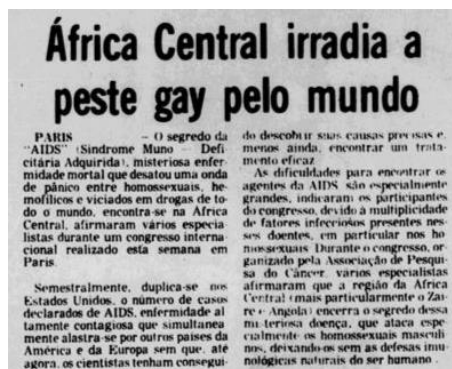 África Central irradia a
peste gay pelo mundo
PARIS — O segredo da
"AIDS" (Sindrome Muno — Defi-
citária Adquirida), misteriosa enfer-
midade mortal que desatou uma onda
de pânico entre homossexuais, he-
mofílicos e viciados em drogas de to-
do o mundo, encontra-se na Africa
Central, afirmaram vários especia-
listas durante um congresso interna-
cional realizado esta semana em
Paris.
Semestralmente, duplica-se nos
Estados Unidos, o número de casos
declarados de AIDS, enfermidade al-
tamente contagiosa que simultanea
mente alastra-se por outros países da
América e da Europa sem que, até
agora, os cientistas tenham consegui-
do descobrir suas causas precisas e,
menos ainda, encontrar um trata-
mento eficaz
As dificuldades para encontrar os
agentes da AIDS são especialmente
grandes, indicaram os participantes
do congresso, devido à multiplicidade
de fatores infecciosos presentes nes-
ses doentes, em particular nos ho
mossexuais. Durante o congresso, or-
ganizado pela Associação de Pesqui-
sa do Câncer, vários especialistas
afirmaram que a região da Africa
Central (mais particularmente o Zai-
re e Angola) encerra o segredo dessa
misteriosa doença, que ataca espe-
cialmente os homossexuais masculi-
nos, deixando-os sem as defesas imu-
nológicas naturais do ser humano.